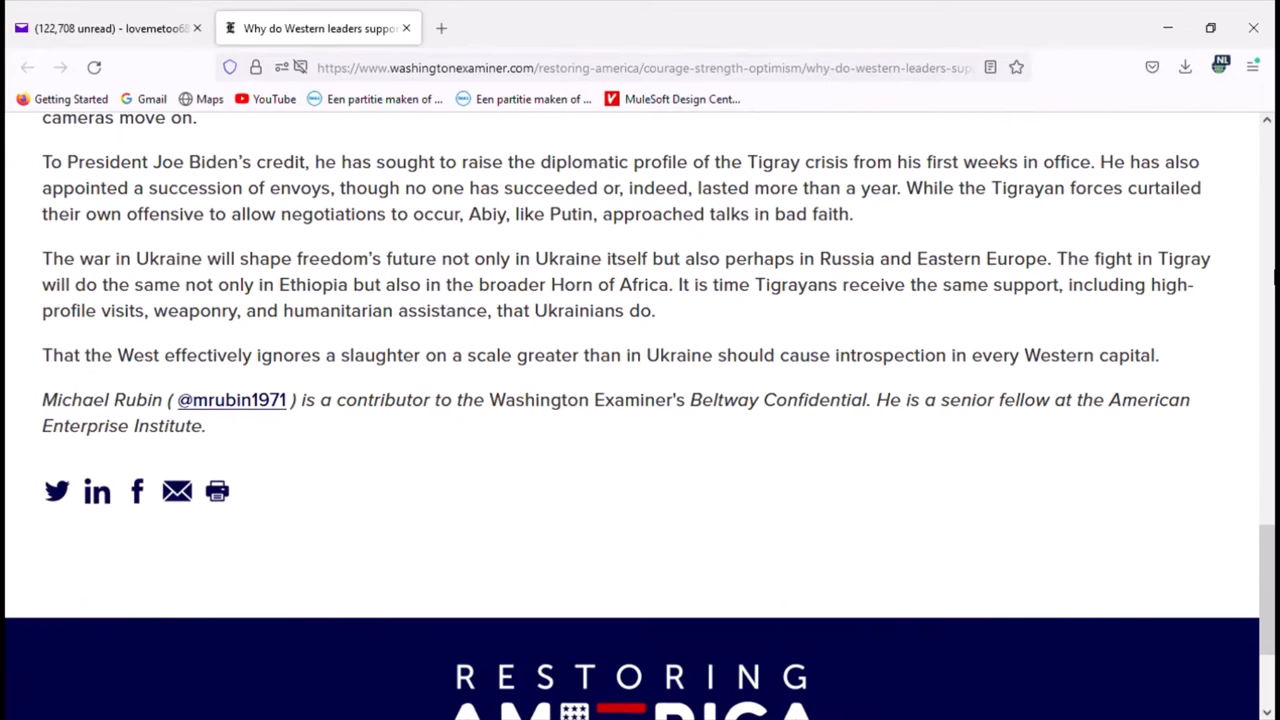 (122,708 unread) - lovemetoo68
Why do Western leaders suppo
https://www.washingtonexaminer.com/restoring-america/courage-strength-optimism/why-do-western-leaders-sup
NL
Getting Started
Gmail
Maps
YouTube
Een partitie maken of ...
Een partitie maken of ...
MuleSoft Design Cent...
cameras move on.
To President Joe Biden's credit, he has sought to raise the diplomatic profile of the Tigray crisis from his first weeks in office. He has also
appointed a succession of envoys, though no one has succeeded or, indeed, lasted more than a year. While the Tigrayan forces curtailed
their own offensive to allow negotiations to occur, Abiy, like Putin, approached talks in bad faith.
The war in Ukraine will shape freedom's future not only in Ukraine itself but also perhaps in Russia and Eastern Europe. The fight in Tigray
will do the same not only in Ethiopia but also in the broader Horn of Africa. It is time Tigrayans receive the same support, including high-
profile visits, weaponry, and humanitarian assistance, that Ukrainians do.
That the West effectively ignores a slaughter on a scale greater than in Ukraine should cause introspection in every Western capital.
Michael Rubin ( @mrubin1971 ) is a contributor to the Washington Examiner's Beltway Confidential. He is a senior fellow at the American
Enterprise Institute.
RESTORING
AMERICA